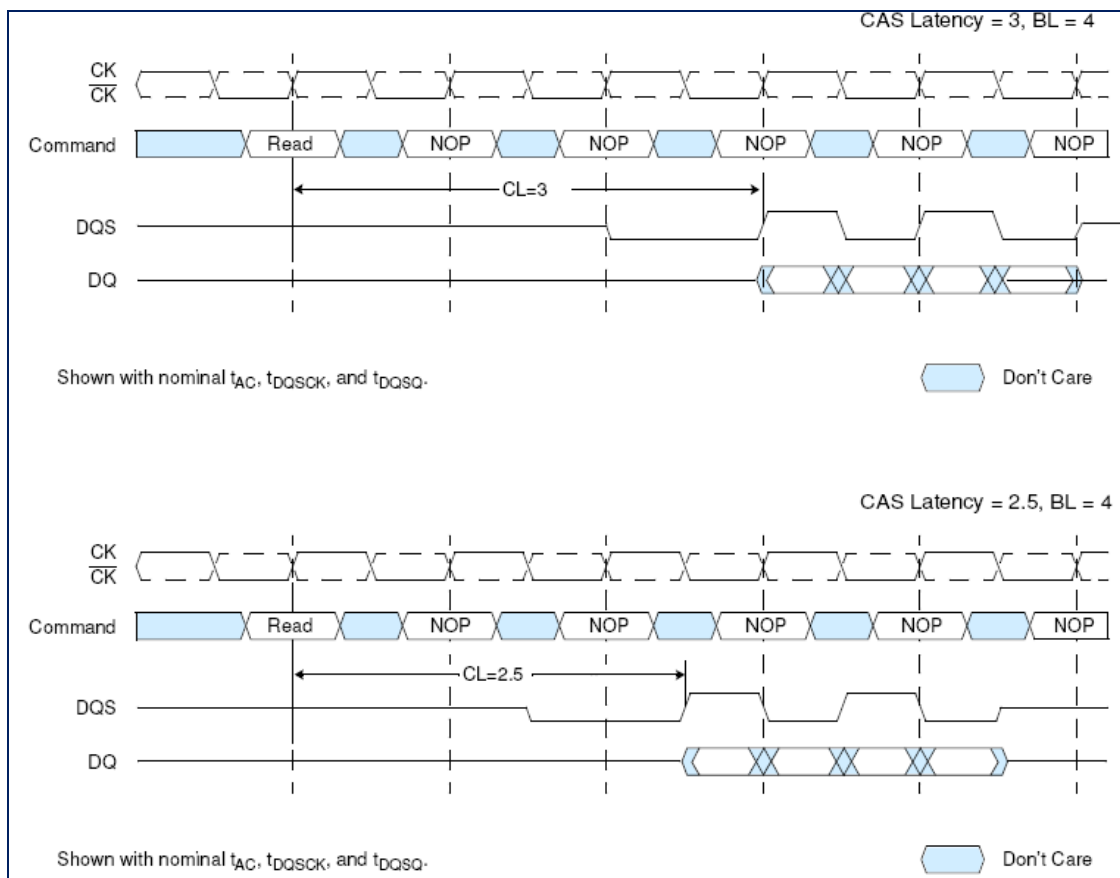 CAS Latency = 3, BL = 4
CK
CK
Command
Read
NOP
NOP
NOP
NOP
NOP
CL=3
DQS
DQ
Shown with nominal tAC, tDQSCK, and tDQSQ.
Don't Care
CAS Latency = 2.5, BL = 4
CK
CK
Command
Read
NOP
NOP
NOP
NOP
NOP
CL=2.5
DQS
DQ
Shown with nominal tAC, tDQSCK, and tDQSQ.
Don't Care